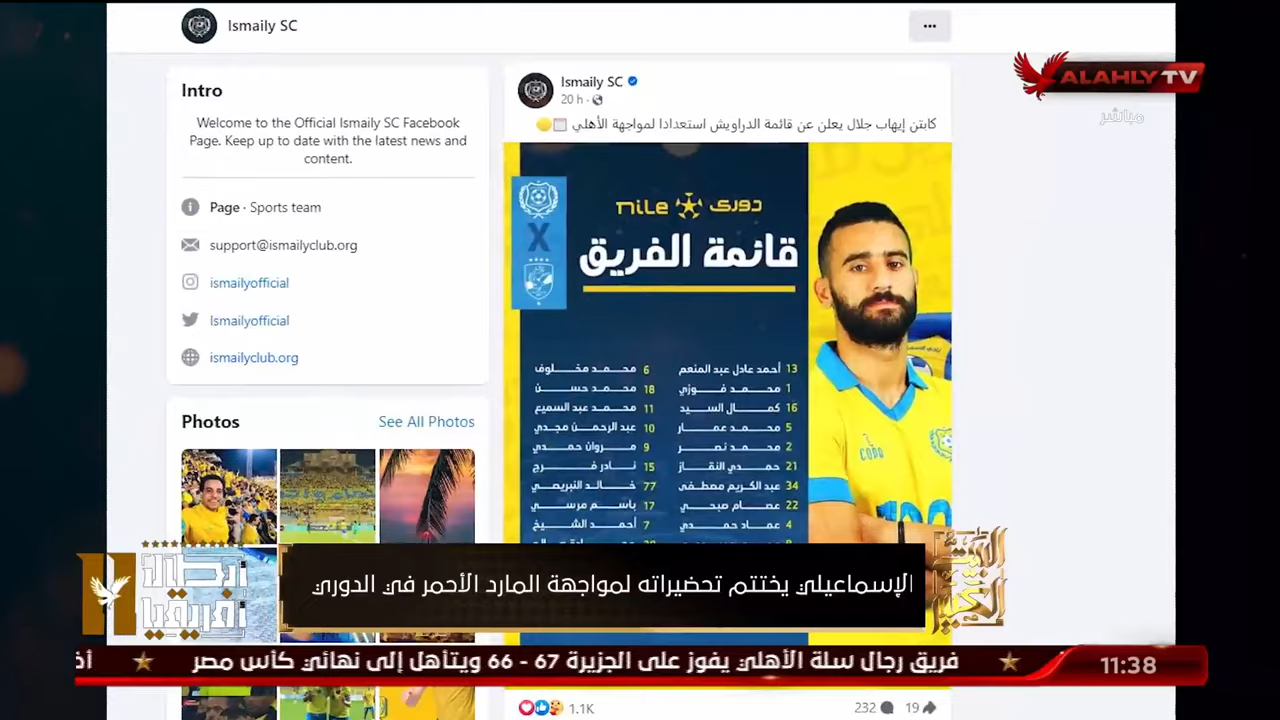 Ismaily SC
ALAHLY TV
مباشر
Intro
Welcome to the Official Ismaily SC Facebook
Page. Keep up to date with the latest news and
content.
Page · Sports team
support@ismailyclub.org
ismailyofficial
Ismailyofficial
ismailyclub.org
Photos
See All Photos
Ismaily SC
20 h
كابتن إيهاب جلال يعلن عن قائمة الدراويش استعدادا لمواجهة الأهلي
دوري nile
X
قائمة الفريق
13 أحمد عادل عبد المنعم
1 محمد فوزي
16 كمال السيد
5 محمد عمار
2 محمد نصر
21 حمدي النقاز
34 عبد الكريم مصطفى
22 عصام صبحي
4 عماد حمدي
6 محمد مخلوف
18 محمد حسن
11 محمد عبد السميع
10 عبد الرحمن مجدي
9 مروان حمدي
15 نادر فرج
77 خالد النبريصي
17 باسم مرسي
7 أحمد الشيخ
أبطال
أفريقيا
الإسماعيلي يختتم تحضيراته لمواجهة المارد الأحمر في الدوري
البيت
الكبير
فريق رجال سلة الأهلي يفوز على الجزيرة 67 - 66 ويتأهل إلى نهائي كأس مصر
11:38
1.1K
232
19